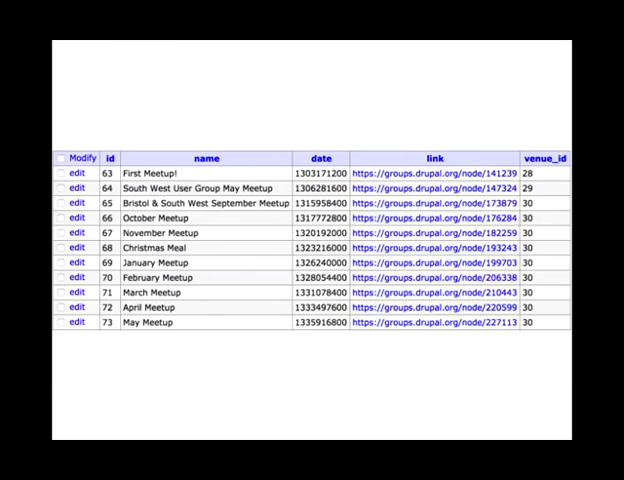 Modify id name date link venue_id
edit 63 First Meetup! 1303171200 https://groups.drupal.org/node/141239 28
edit 64 South West User Group May Meetup 1306281600 https://groups.drupal.org/node/147324 29
edit 65 Bristol & South West September Meetup 1315958400 https://groups.drupal.org/node/173879 30
edit 66 October Meetup 1317772800 https://groups.drupal.org/node/176284 30
edit 67 November Meetup 1320192000 https://groups.drupal.org/node/182259 30
edit 68 Christmas Meal 1323216000 https://groups.drupal.org/node/193243 30
edit 69 January Meetup 1326240000 https://groups.drupal.org/node/199703 30
edit 70 February Meetup 1328054400 https://groups.drupal.org/node/206338 30
edit 71 March Meetup 1331078400 https://groups.drupal.org/node/210443 30
edit 72 April Meetup 1333497600 https://groups.drupal.org/node/220599 30
edit 73 May Meetup 1335916800 https://groups.drupal.org/node/227113 30